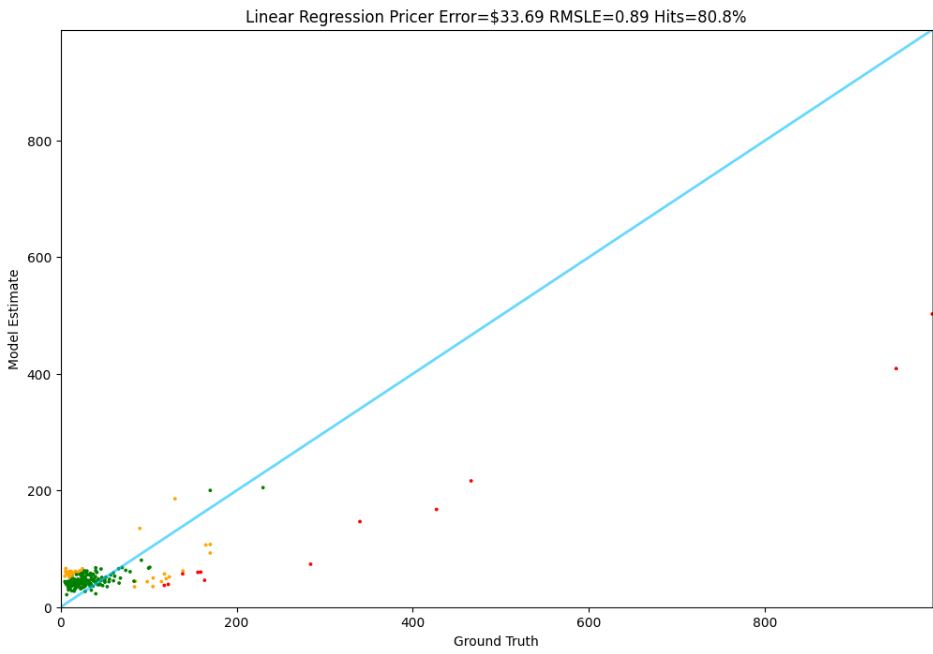 Linear Regression Pricer Error=$33.69 RMSLE=0.89 Hits=80.8%
Model Estimate
800
600
400
200
0
0 200 400 600 800
Ground Truth